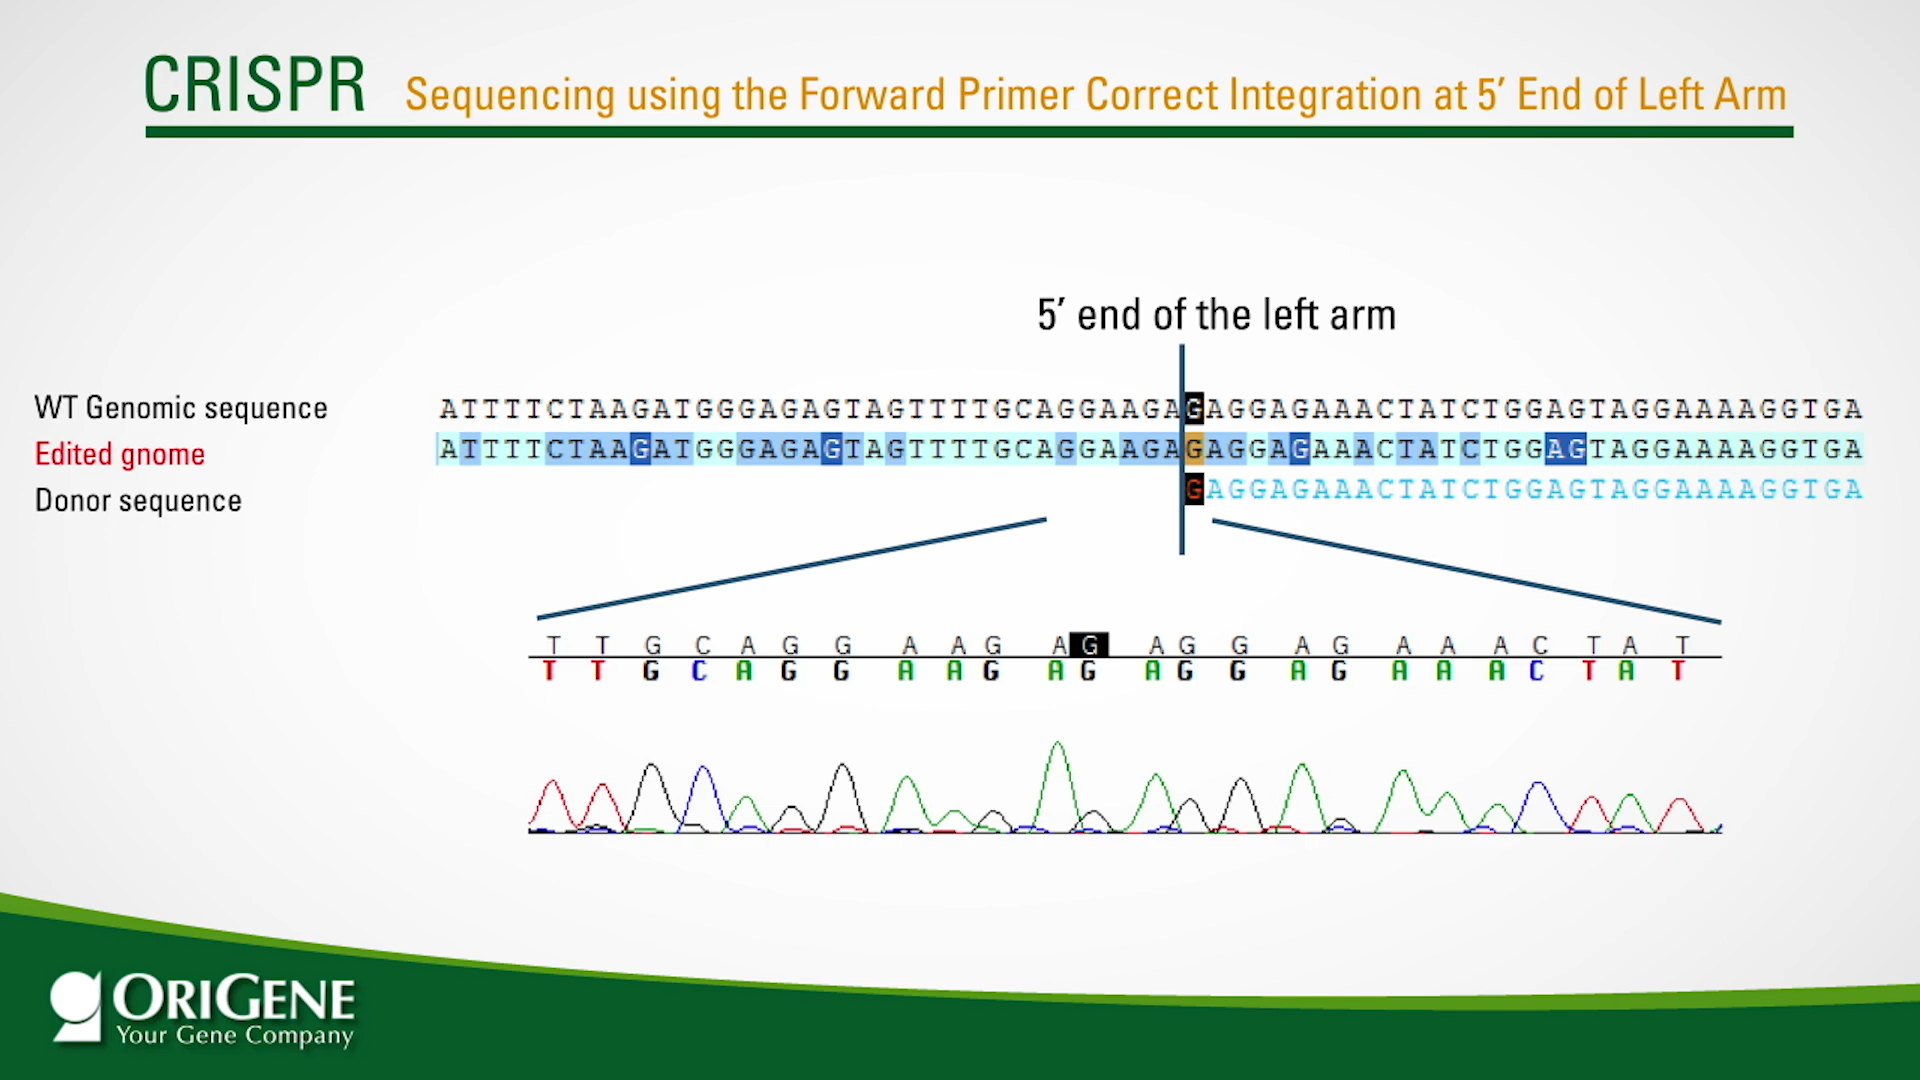 CRISPR Sequencing using the Forward Primer Correct Integration at 5′ End of Left Arm
5′ end of the left arm
WT Genomic sequence ATTTTCTAAGATGGGAGAGTAGTTTTGCAGGAAGAGAGGAGAAACTATCTGGAGTAGGAAAAGGTGA
Edited gnome ATTTTCTAAGATGGGAGAGTAGTTTTGCAGGAAGAGAGGAGAAACTATCTGGAGTAGGAAAAGGTGA
Donor sequence GAGGAGAAACTATCTGGAGTAGGAAAAGGTGA
T T G C A G G A A G A G A G G A G A A A C T A T
T T G C A G G A A G A G A G G A G A A A C T A T
ORIGENE
Your Gene Company